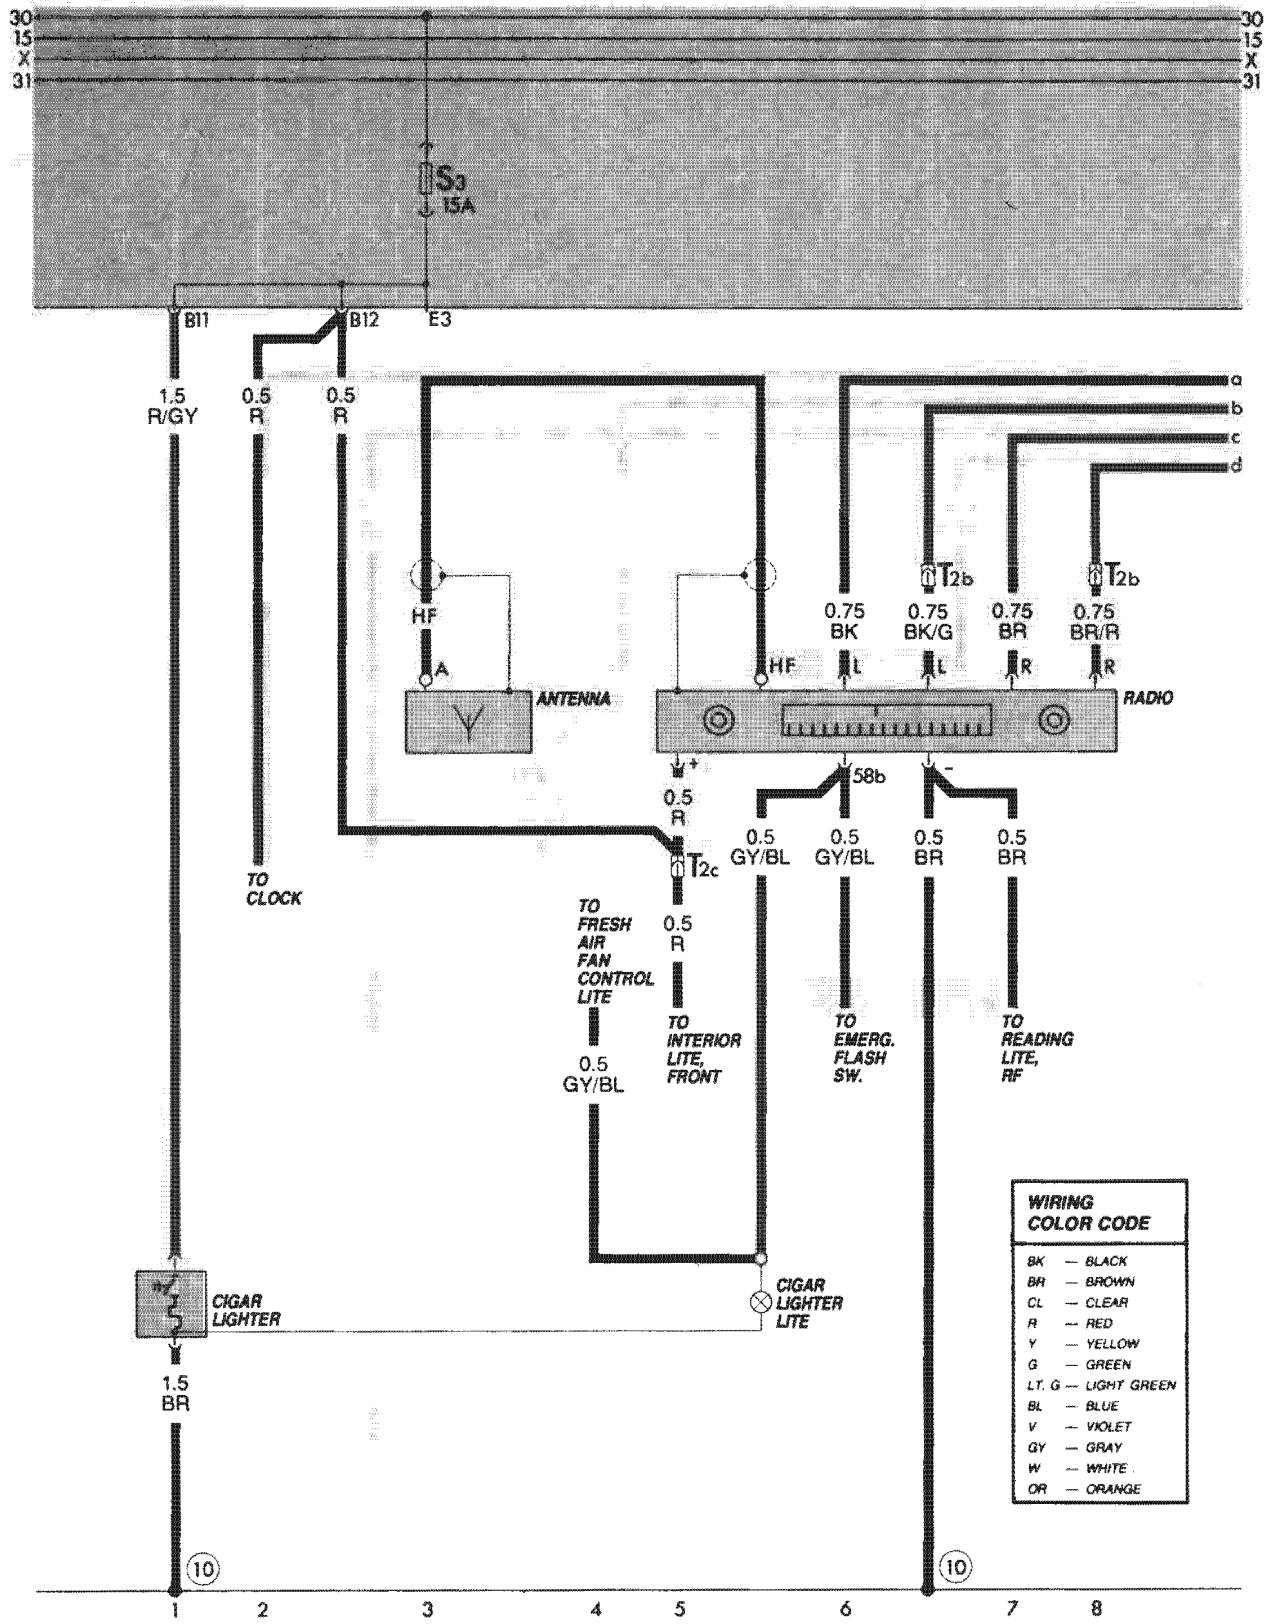 30 30
15 15
X X
31 31
S3
15A
B11 B12 E3
1.5 0.5 0.5
R/GY R R
a
b
c
d
T2b T2b
HF
0.75 0.75 0.75 0.75
BK BK/G BR BR/R
A HF L L R R
ANTENNA RADIO
+ 58b -
0.5
R
0.5 0.5 0.5 0.5
GY/BL GY/BL BR BR
T2c
TO
CLOCK
TO
FRESH
AIR
FAN
CONTROL
LITE
0.5
R
TO
INTERIOR
LITE,
FRONT
TO
EMERG.
FLASH
SW.
TO
READING
LITE,
RF
0.5
GY/BL
WIRING
COLOR CODE
BK — BLACK
BR — BROWN
CL — CLEAR
R — RED
Y — YELLOW
G — GREEN
LT. G — LIGHT GREEN
BL — BLUE
V — VIOLET
GY — GRAY
W — WHITE
OR — ORANGE
CIGAR
LIGHTER
CIGAR
LIGHTER
LITE
1.5
BR
10 10
1 2 3 4 5 6 7 8